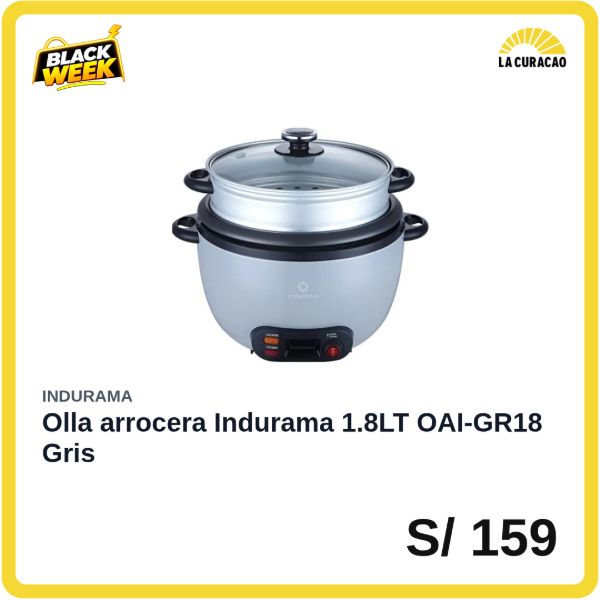 BLACK
WEEK
LA CURACAO
INDURAMA
Olla arrocera Indurama 1.8LT OAI-GR18
Gris
S/ 159